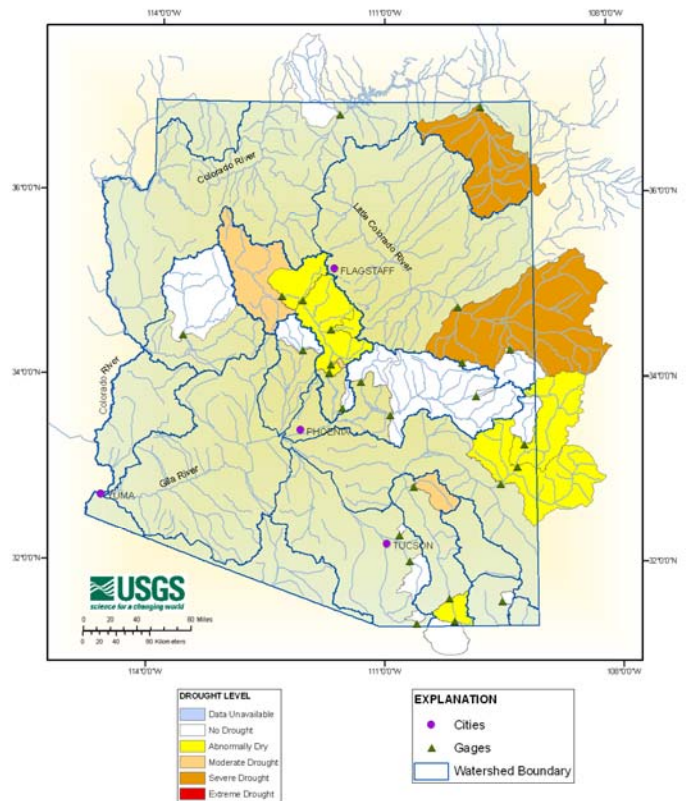 114°0'0"W 111°0'0"W 108°0'0"W
36°0'0"N 36°0'0"N
Colorado River
Little Colorado River
FLAGSTAFF
34°0'0"N 34°0'0"N
Colorado River
PHOENIX
Gila River
YUMA
32°0'0"N 32°0'0"N
TUCSON
USGS
science for a changing world
0 20 40 60 Miles
0 20 40 60 Kilometers
114°0'0"W 111°0'0"W 108°0'0"W
DROUGHT LEVEL
Data Unavailable
No Drought
Abnormally Dry
Moderate Drought
Severe Drought
Extreme Drought
EXPLANATION
Cities
Gages
Watershed Boundary